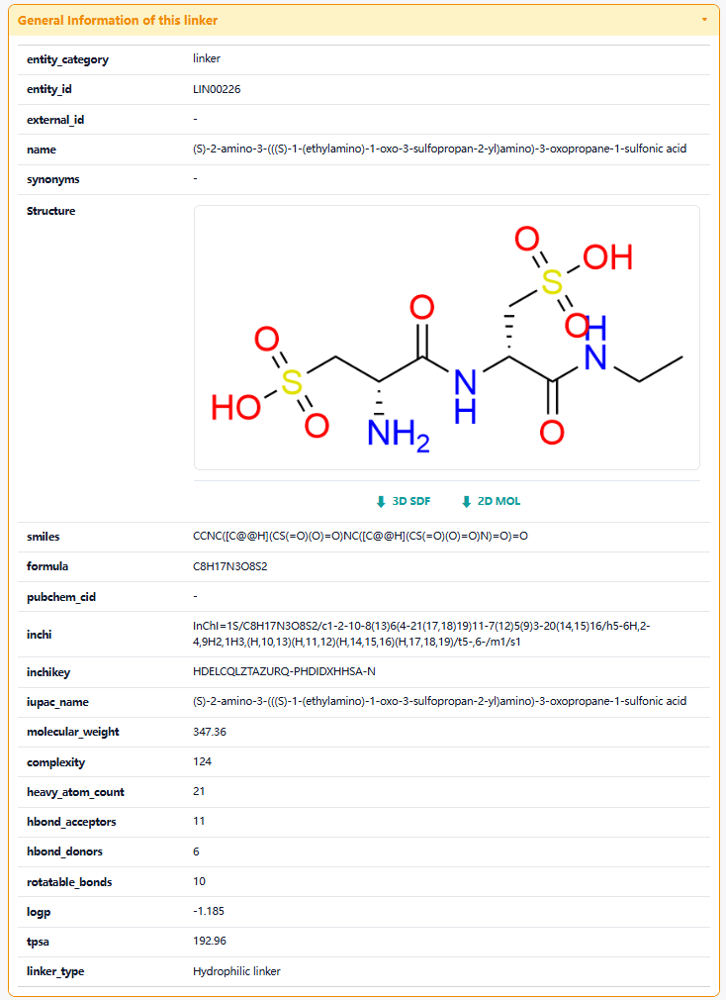 General Information of this linker
entity_category linker
entity_id LIN00226
external_id -
name (S)-2-amino-3-(((S)-1-(ethylamino)-1-oxo-3-sulfopropan-2-yl)amino)-3-oxopropane-1-sulfonic acid
synonyms -
Structure
O
OH
S
O
O
O
H
N
S
N
H
HO
O
NH2
O
3D SDF 2D MOL
smiles CCNC([C@@H](CS(=O)(O)=O)NC([C@@H](CS(=O)(O)=O)N)=O)=O
formula C8H17N3O8S2
pubchem_cid -
inchi InChI=1S/C8H17N3O8S2/c1-2-10-8(13)6(4-21(17,18)19)11-7(12)5(9)3-20(14,15)16/h5-6H,2-
4,9H2,1H3,(H,10,13)(H,11,12)(H,14,15,16)(H,17,18,19)/t5-,6-/m1/s1
inchikey HDELCQLZTAZURQ-PHDIDXHHSA-N
iupac_name (S)-2-amino-3-(((S)-1-(ethylamino)-1-oxo-3-sulfopropan-2-yl)amino)-3-oxopropane-1-sulfonic acid
molecular_weight 347.36
complexity 124
heavy_atom_count 21
hbond_acceptors 11
hbond_donors 6
rotatable_bonds 10
logp -1.185
tpsa 192.96
linker_type Hydrophilic linker